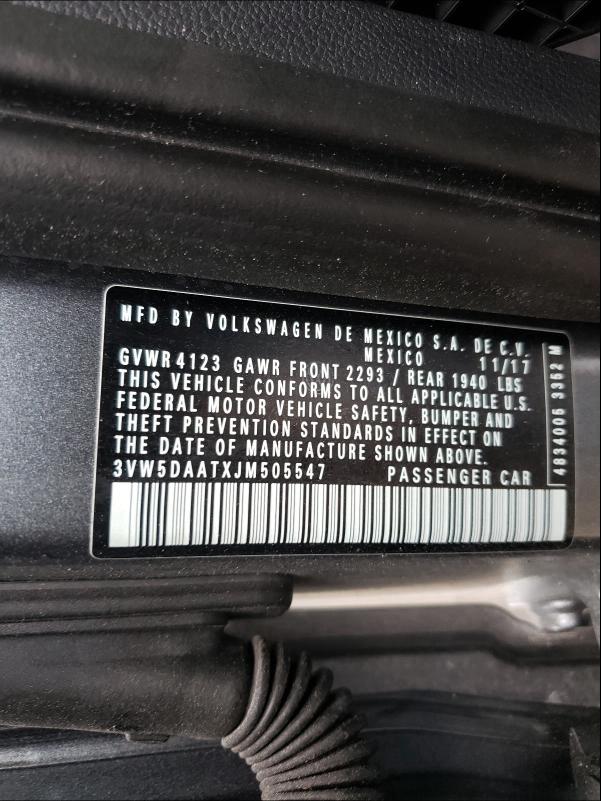 MFD BY VOLKSWAGEN DE MEXICO S.A. DE C.V.
MEXICO 11/17
GVWR 4123 GAWR FRONT 2293 / REAR 1940 LBS
THIS VEHICLE CONFORMS TO ALL APPLICABLE U.S.
FEDERAL MOTOR VEHICLE SAFETY, BUMPER AND
THEFT PREVENTION STANDARDS IN EFFECT ON
THE DATE OF MANUFACTURE SHOWN ABOVE.
3VW5DAATXJM505547 PASSENGER CAR
4834006 3352 M